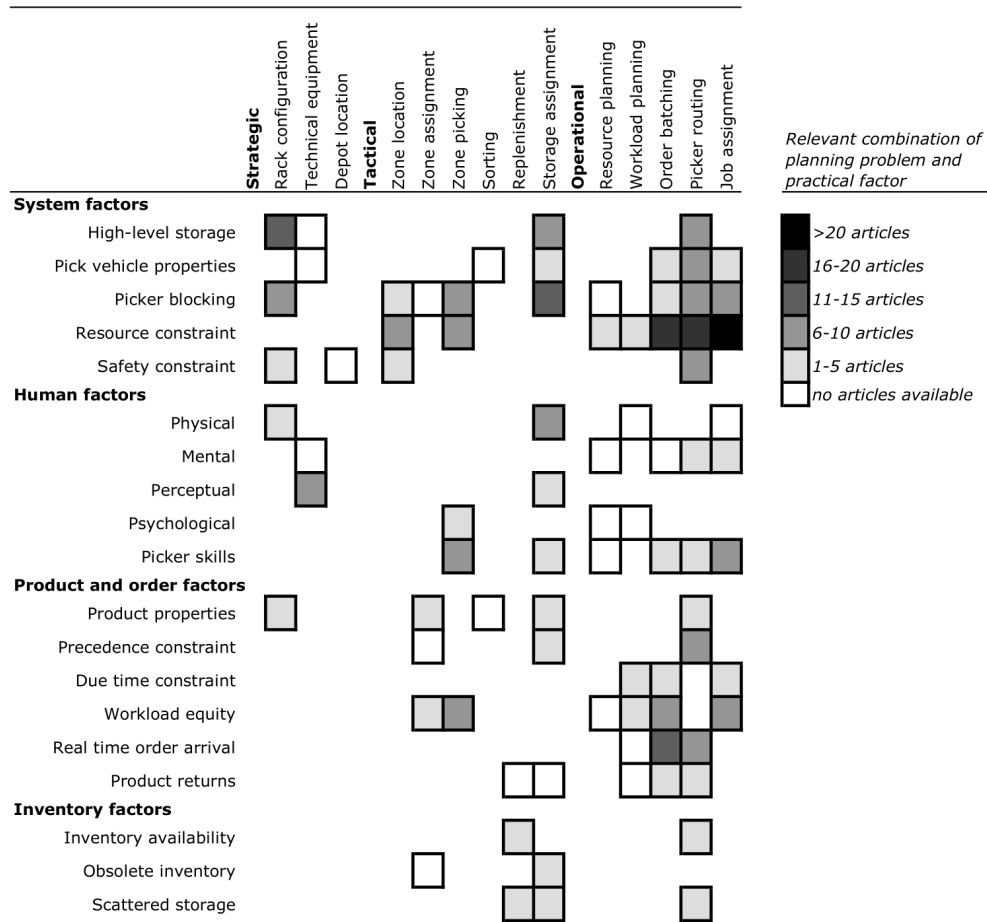 Strategic
Rack configuration
Technical equipment
Depot location
Tactical
Zone location
Zone assignment
Zone picking
Sorting
Replenishment
Storage assignment
Operational
Resource planning
Workload planning
Order batching
Picker routing
Job assignment
Relevant combination of
planning problem and
practical factor
System factors
High-level storage
>20 articles
Pick vehicle properties
16-20 articles
Picker blocking
11-15 articles
Resource constraint
6-10 articles
Safety constraint
1-5 articles
Human factors
no articles available
Physical
Mental
Perceptual
Psychological
Picker skills
Product and order factors
Product properties
Precedence constraint
Due time constraint
Workload equity
Real time order arrival
Product returns
Inventory factors
Inventory availability
Obsolete inventory
Scattered storage